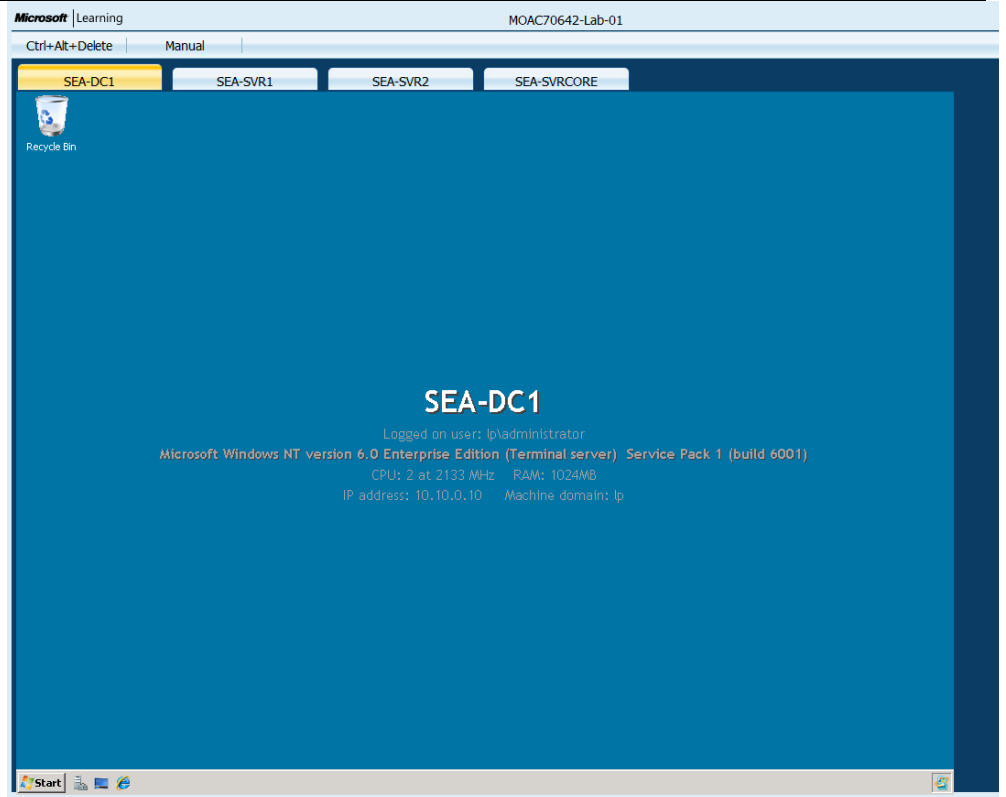 Microsoft Learning MOAC70642-Lab-01
Ctrl+Alt+Delete Manual
SEA-DC1 SEA-SVR1 SEA-SVR2 SEA-SVRCORE
Recycle Bin
SEA-DC1
Logged on user: lp\administrator
Microsoft Windows NT version 6.0 Enterprise Edition (Terminal server) Service Pack 1 (build 6001)
CPU: 2 at 2133 MHz RAM: 1024MB
IP address: 10.10.0.10 Machine domain: lp
Start